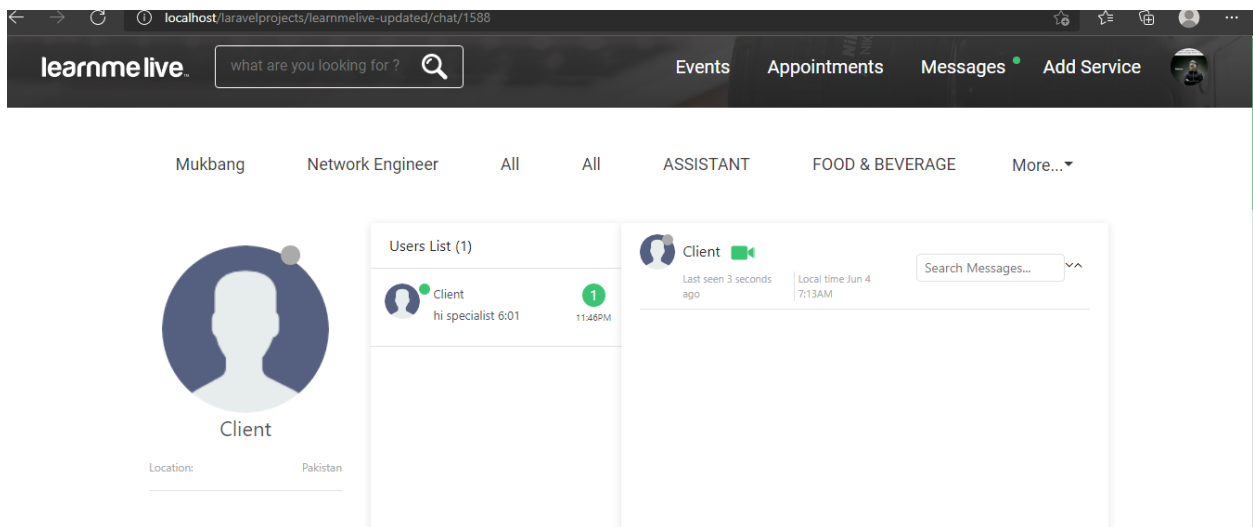 localhost/laravelprojects/learnmelive-updated/chat/1588
learnme live
what are you looking for ?
Events Appointments Messages Add Service
Mukbang Network Engineer All All ASSISTANT FOOD & BEVERAGE More...
Client
Location: Pakistan
Users List (1)
Client
1
hi specialist 6:01
11:46PM
Client
Last seen 3 seconds
ago
Local time Jun 4
7:13AM
Search Messages...